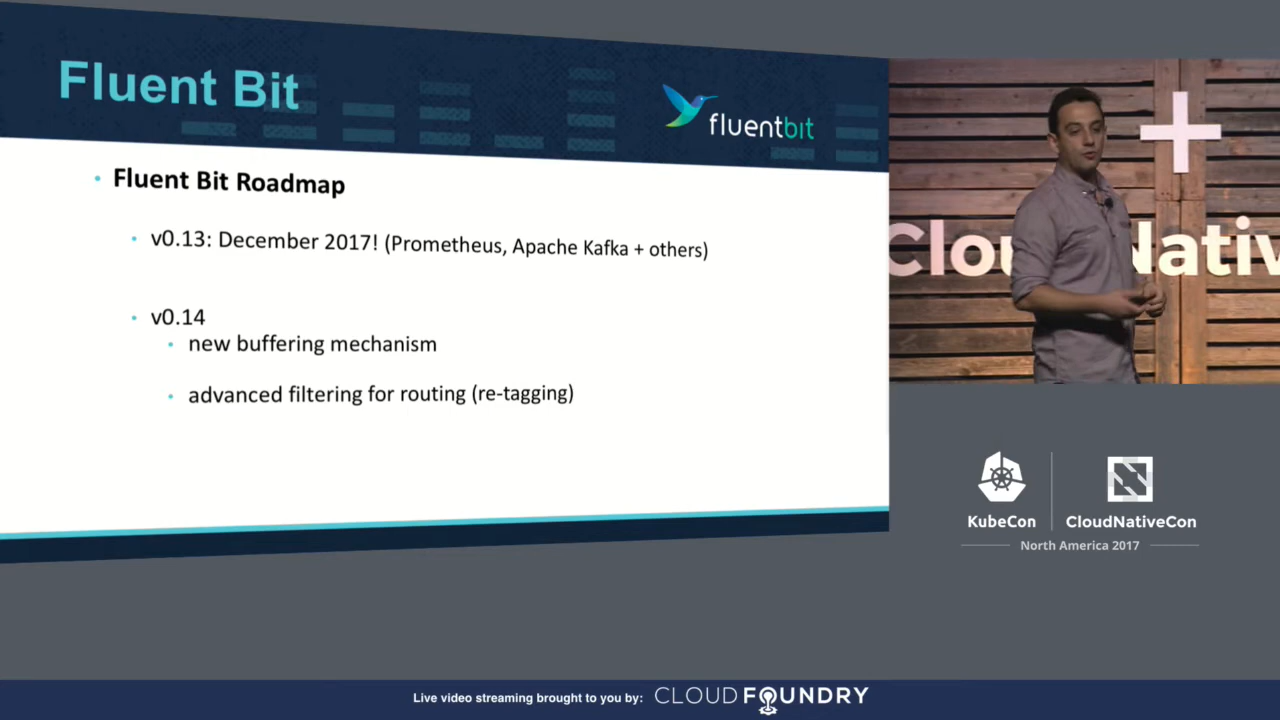 Fluent Bit
fluentbit
Fluent Bit Roadmap
v0.13: December 2017! (Prometheus, Apache Kafka + others)
v0.14
new buffering mechanism
advanced filtering for routing (re-tagging)
+
Clou Nativ
KubeCon
CloudNativeCon
North America 2017
Live video streaming brought to you by: CLOUD FOUNDRY